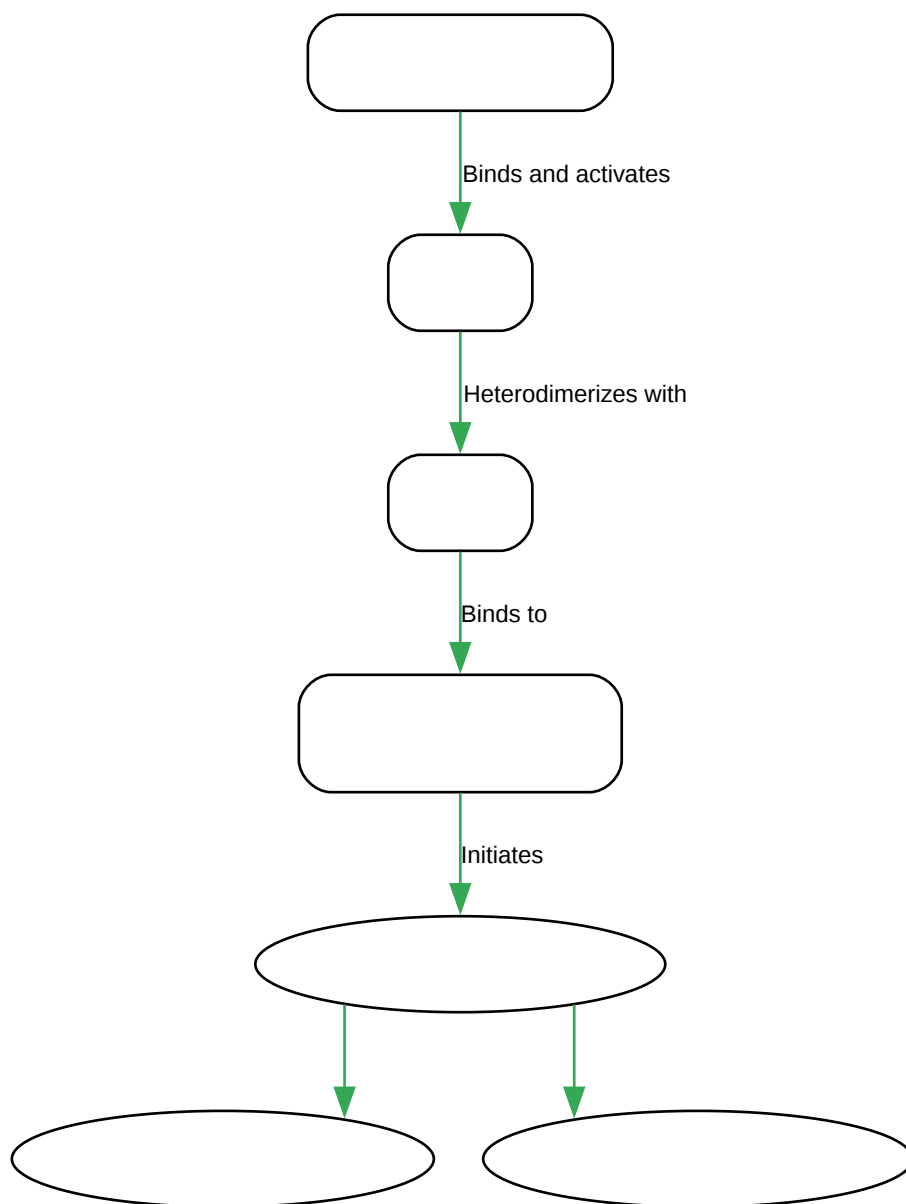 Binds and activates
Heterodimerizes with
Binds to
Initiates